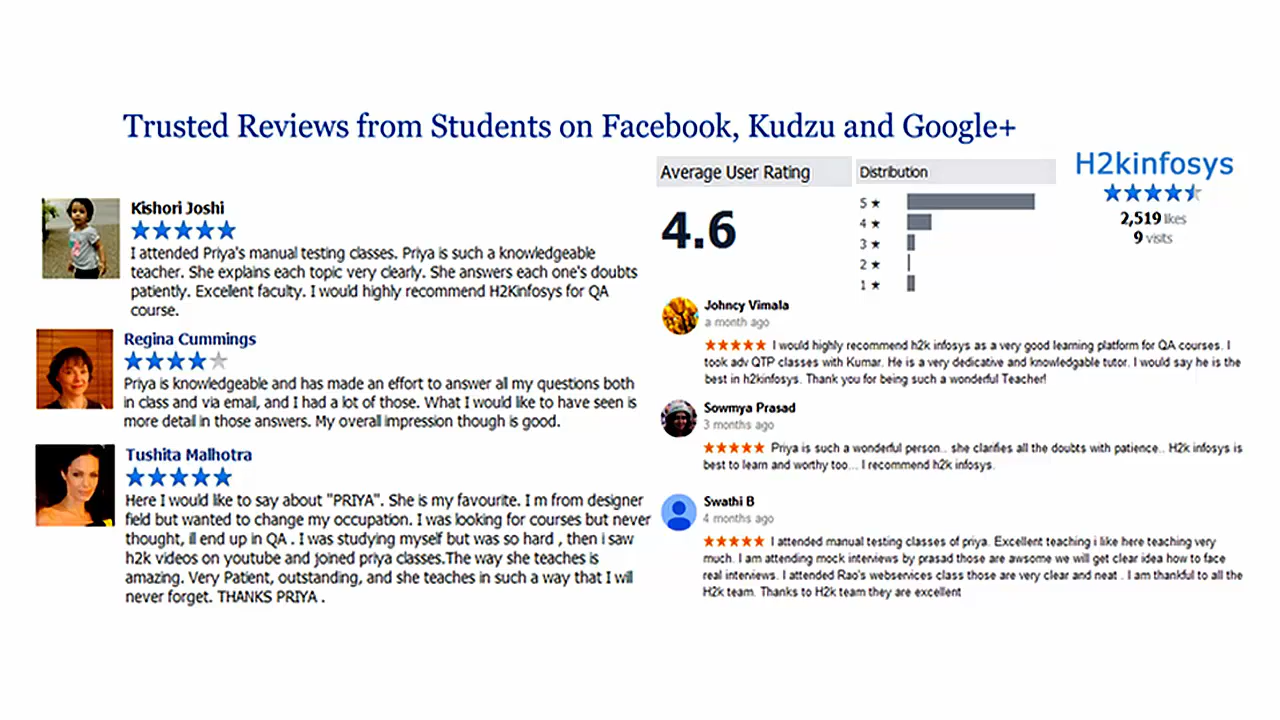 Trusted Reviews from Students on Facebook, Kudzu and Google+
Kishori Joshi
I attended Priya's manual testing classes. Priya is such a knowledgeable
teacher. She explains each topic very clearly. She answers each one's doubts
patiently. Excellent faculty. I would highly recommend H2Kinfosys for QA
course.
Regina Cummings
Priya is knowledgeable and has made an effort to answer all my questions both
in class and via email, and I had a lot of those. What I would like to have seen is
more detail in those answers. My overall impression though is good.
Tushita Malhotra
Here I would like to say about "PRIYA". She is my favourite. I m from designer
field but wanted to change my occupation. I was looking for courses but never
thought, ill end up in QA . I was studying myself but was so hard , then i saw
h2k videos on youtube and joined priya classes.The way she teaches is
amazing. Very Patient, outstanding, and she teaches in such a way that I will
never forget. THANKS PRIYA .
Average User Rating
4.6
Distribution
5 ★
4 ★
3 ★
2 ★
1 ★
H2kinfosys
2,519 likes
9 visits
Johncy Vimala
a month ago
★★★★★ I would highly recommend h2k infosys as a very good learning platform for QA courses. I
took adv QTP classes with Kumar. He is a very dedicative and knowledgable tutor. I would say he is the
best in h2kinfosys. Thank you for being such a wonderful Teacher!
Sowmya Prasad
3 months ago
★★★★★ Priya is such a wonderful person.. she clarifies all the doubts with patience.. H2k infosys is
best to learn and worthy too... I recommend h2k infosys.
Swathi B
4 months ago
★★★★★ I attended manual testing classes of priya. Excellent teaching i like here teaching very
much. I am attending mock interviews by prasad those are awsome we will get clear idea how to face
real interviews. I attended Rao's webservices class those are very clear and neat . I am thankful to all the
H2k team. Thanks to H2k team they are excellent